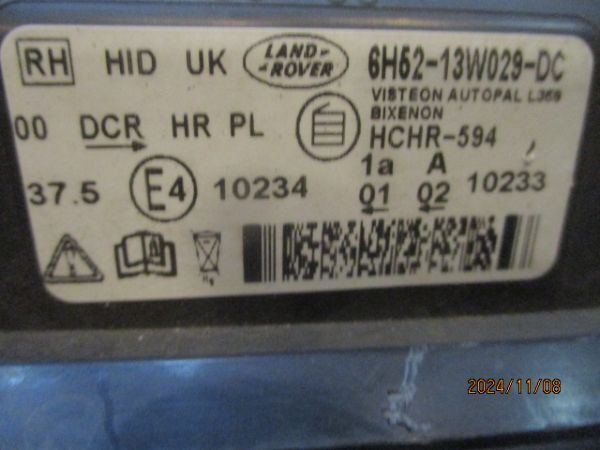 RH HID UK LAND ROVER 6H52-13W029-DC
VISTEON AUTOPAL L359
BIXENON
00 DCR HR PL HCHR-594
37.5 E4 10234 1a A 10233
01 02
2024/11/08